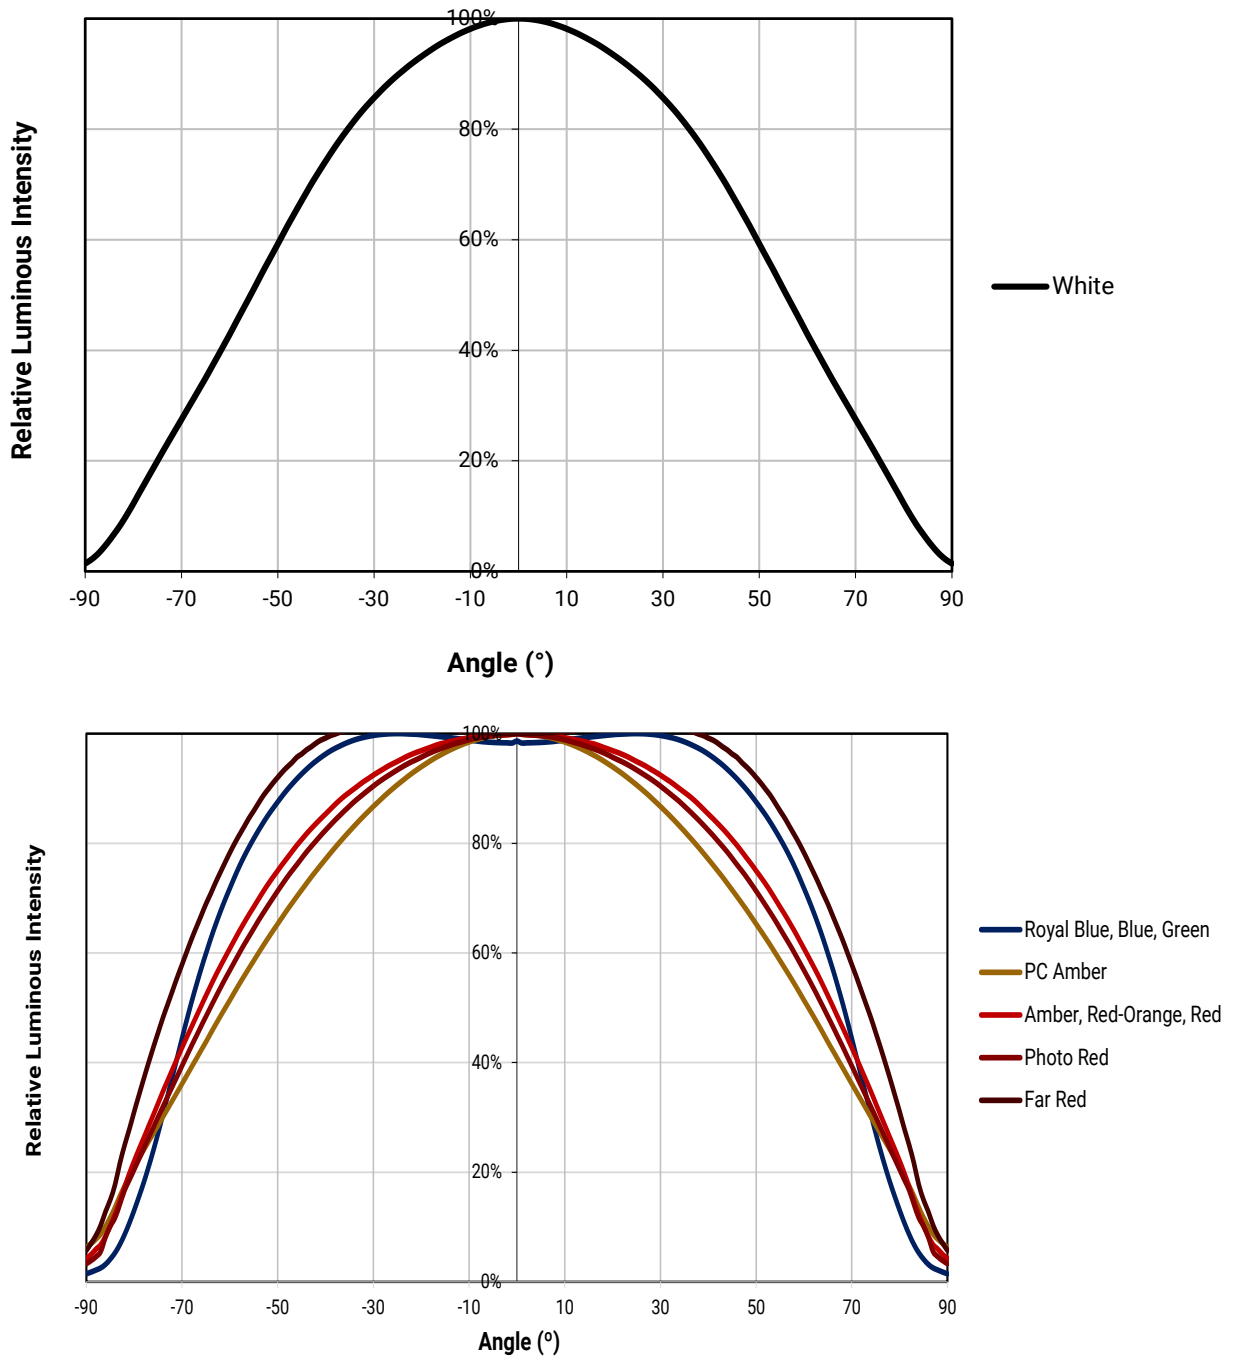 100%
80%
60%
40%
20%
0%
Relative Luminous Intensity
White
-90 -70 -50 -30 -10 10 30 50 70 90
Angle (°)
100%
80%
60%
40%
20%
0%
Relative Luminous Intensity
Royal Blue, Blue, Green
PC Amber
Amber, Red-Orange, Red
Photo Red
Far Red
-90 -70 -50 -30 -10 10 30 50 70 90
Angle (º)